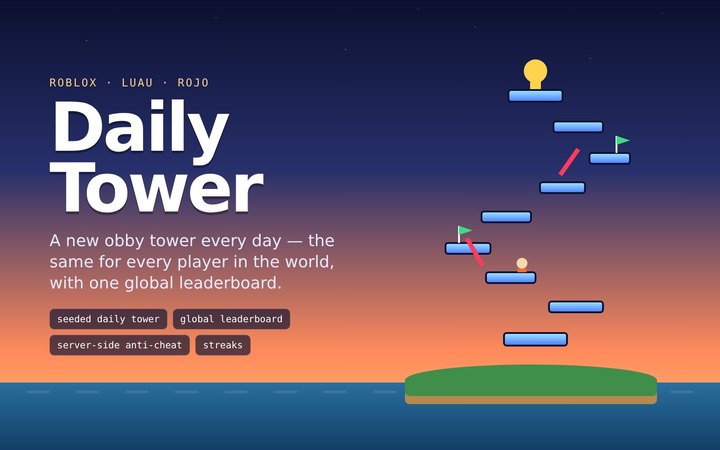 ROBLOX · LUAU · ROJO
Daily
Tower
A new obby tower every day — the
same for every player in the world,
with one global leaderboard.
seeded daily tower
global leaderboard
server-side anti-cheat
streaks